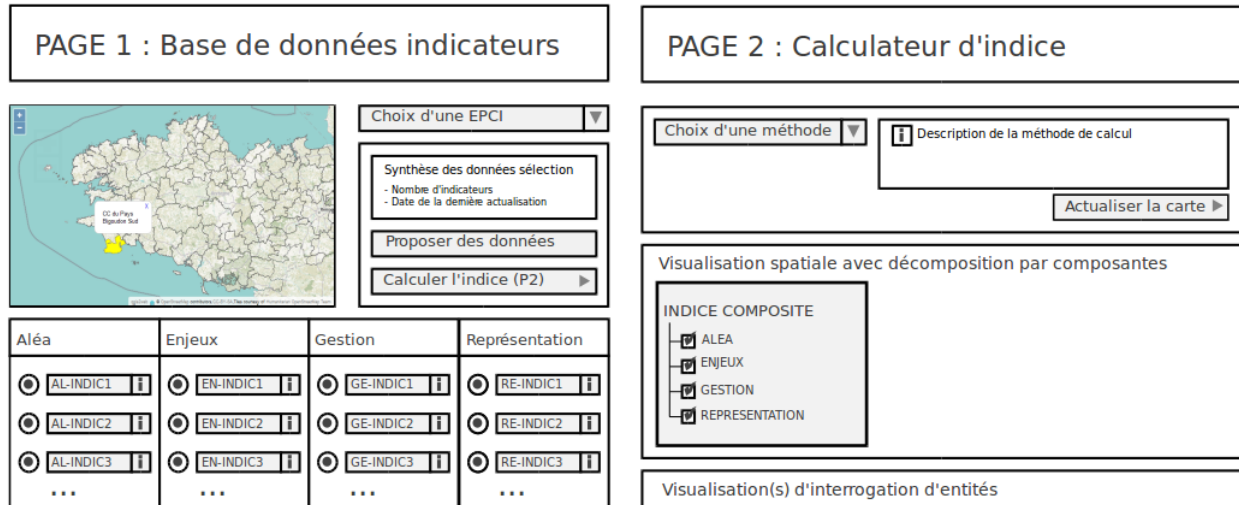 PAGE 1 : Base de données indicateurs
Choix d'une EPCI
CC du Pays
Bigouden Sud
Synthèse des données sélection
- Nombre d'indicateurs
- Date de la dernière actualisation
Proposer des données
Calculer l'indice (P2)
Aléa
Enjeux
Gestion
Représentation
AL-INDIC1 i
EN-INDIC1 i
GE-INDIC1 i
RE-INDIC1 i
AL-INDIC2 i
EN-INDIC2 i
GE-INDIC2 i
RE-INDIC2 i
AL-INDIC3 i
EN-INDIC3 i
GE-INDIC3 i
RE-INDIC3 i
...
...
...
...
PAGE 2 : Calculateur d'indice
Choix d'une méthode
i Description de la méthode de calcul
Actualiser la carte
Visualisation spatiale avec décomposition par composantes
INDICE COMPOSITE
ALEA
ENJEUX
GESTION
REPRESENTATION
Visualisation(s) d'interrogation d'entités